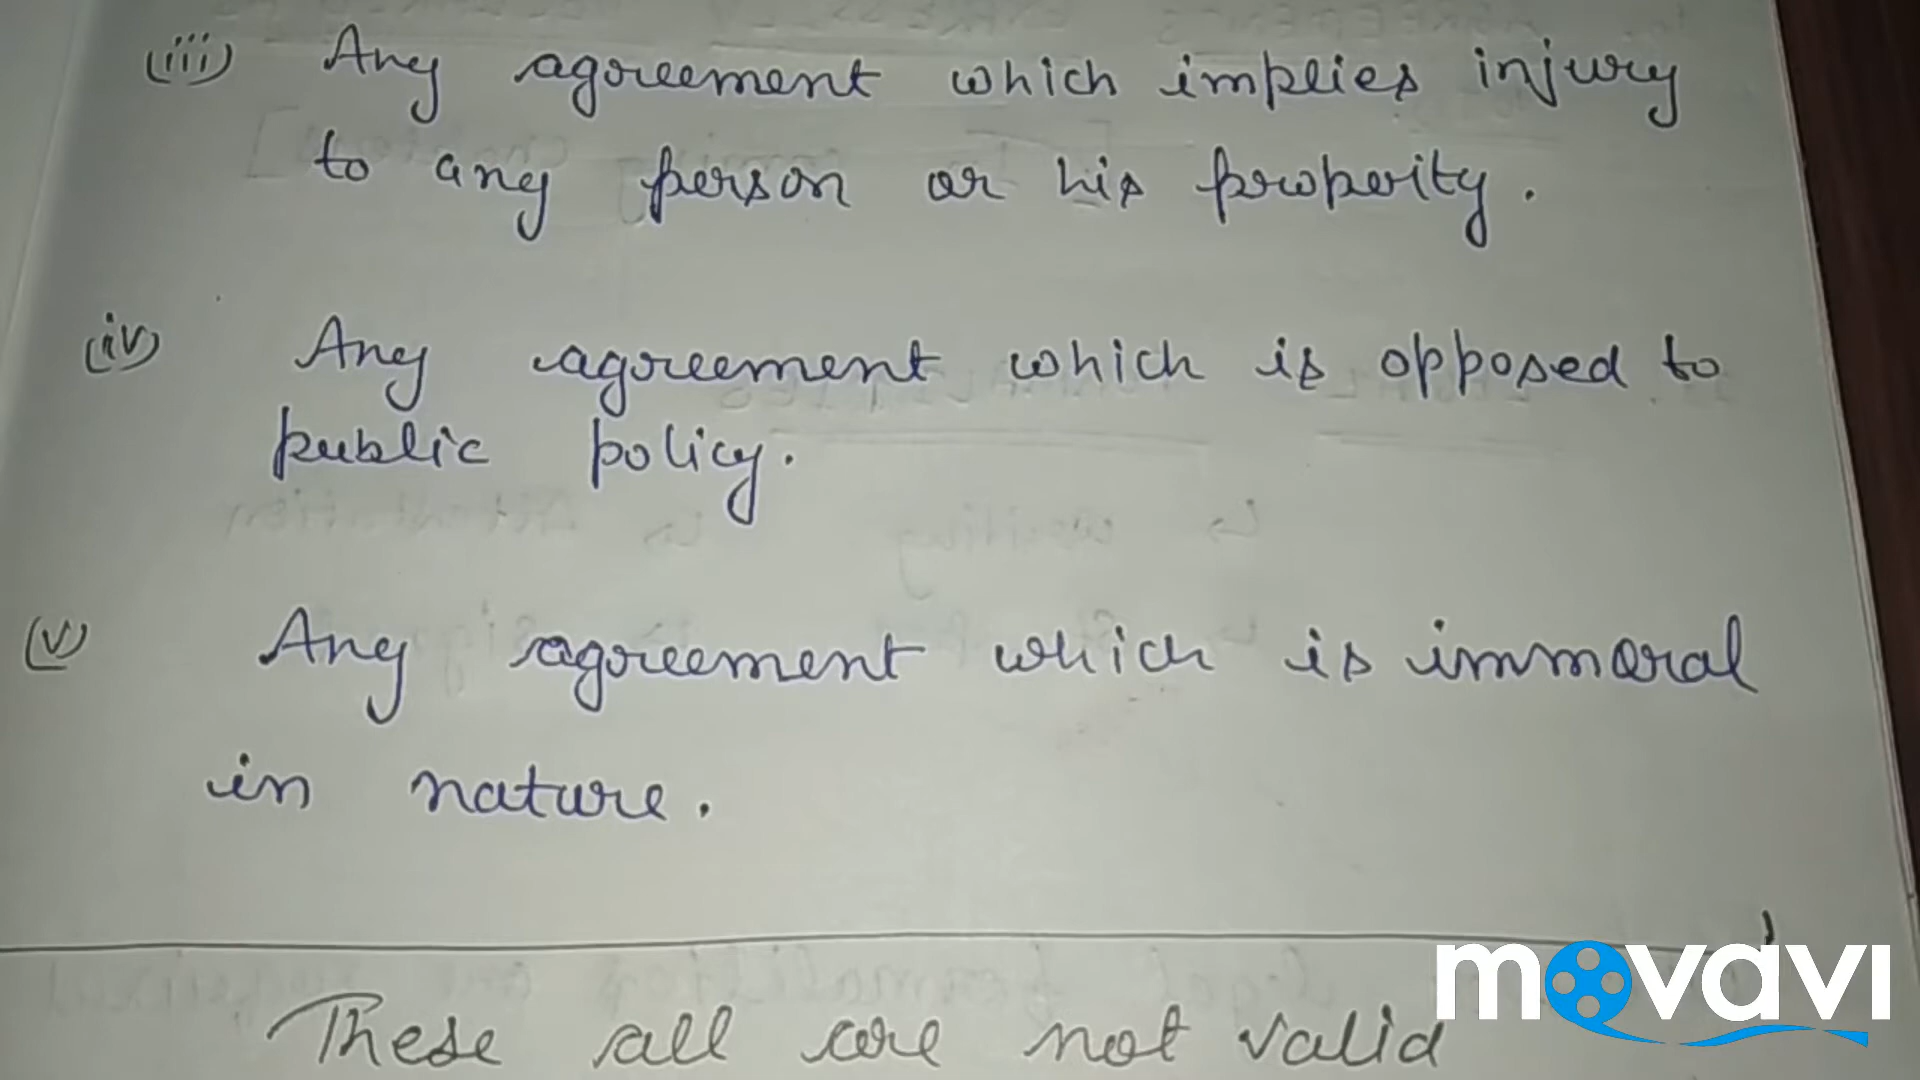 (iii) Any agreement which implies injury
to any person or his properity.
(iv) Any agreement which is opposed to
public policy.
(v) Any agreement which is immoral
in nature.
These all are not valid
movavi